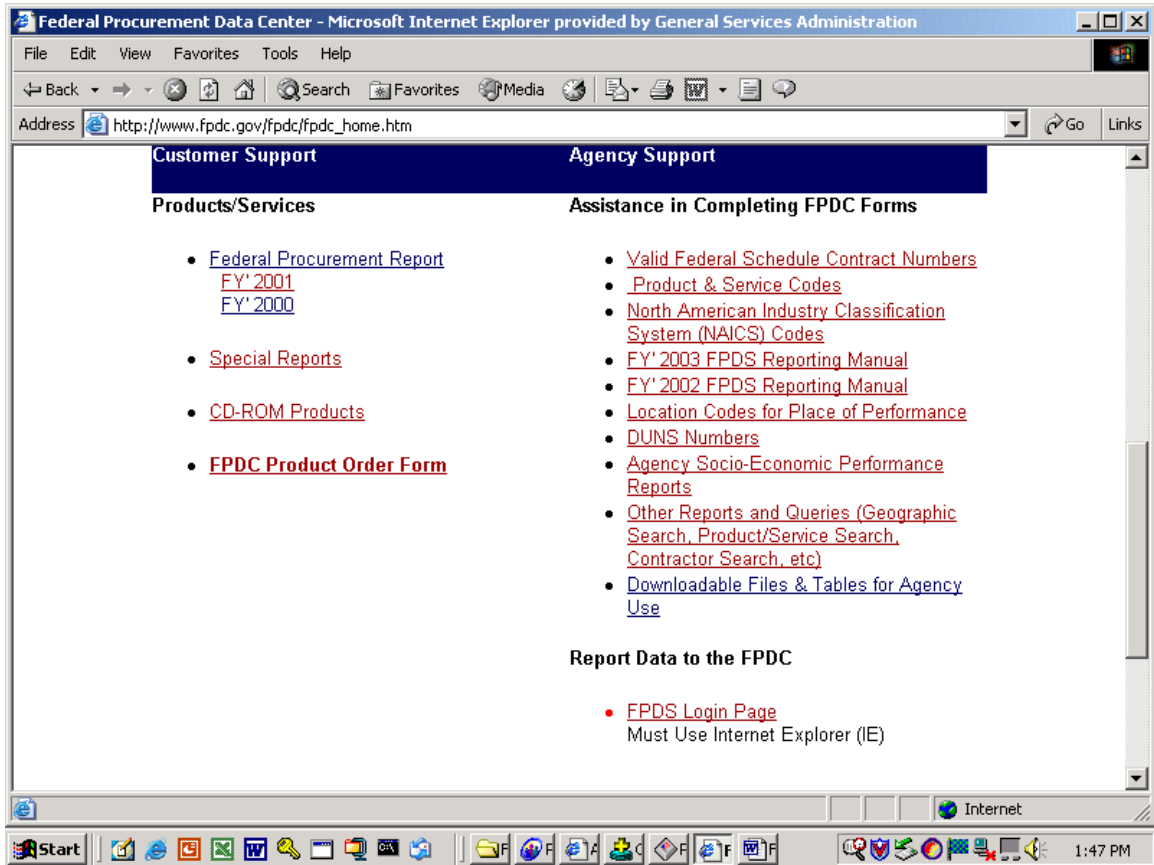 Federal Procurement Data Center - Microsoft Internet Explorer provided by General Services Administration
File Edit View Favorites Tools Help
Back Search Favorites Media
Address http://www.fpdc.gov/fpdc/fpdc_home.htm Go Links
Customer Support
Products/Services
Federal Procurement Report
FY' 2001
FY' 2000
Special Reports
CD-ROM Products
FPDC Product Order Form
Agency Support
Assistance in Completing FPDC Forms
Valid Federal Schedule Contract Numbers
Product & Service Codes
North American Industry Classification
System (NAICS) Codes
FY' 2003 FPDS Reporting Manual
FY' 2002 FPDS Reporting Manual
Location Codes for Place of Performance
DUNS Numbers
Agency Socio-Economic Performance
Reports
Other Reports and Queries (Geographic
Search, Product/Service Search,
Contractor Search, etc)
Downloadable Files & Tables for Agency
Use
Report Data to the FPDC
FPDS Login Page
Must Use Internet Explorer (IE)
Internet
Start 1:47 PM